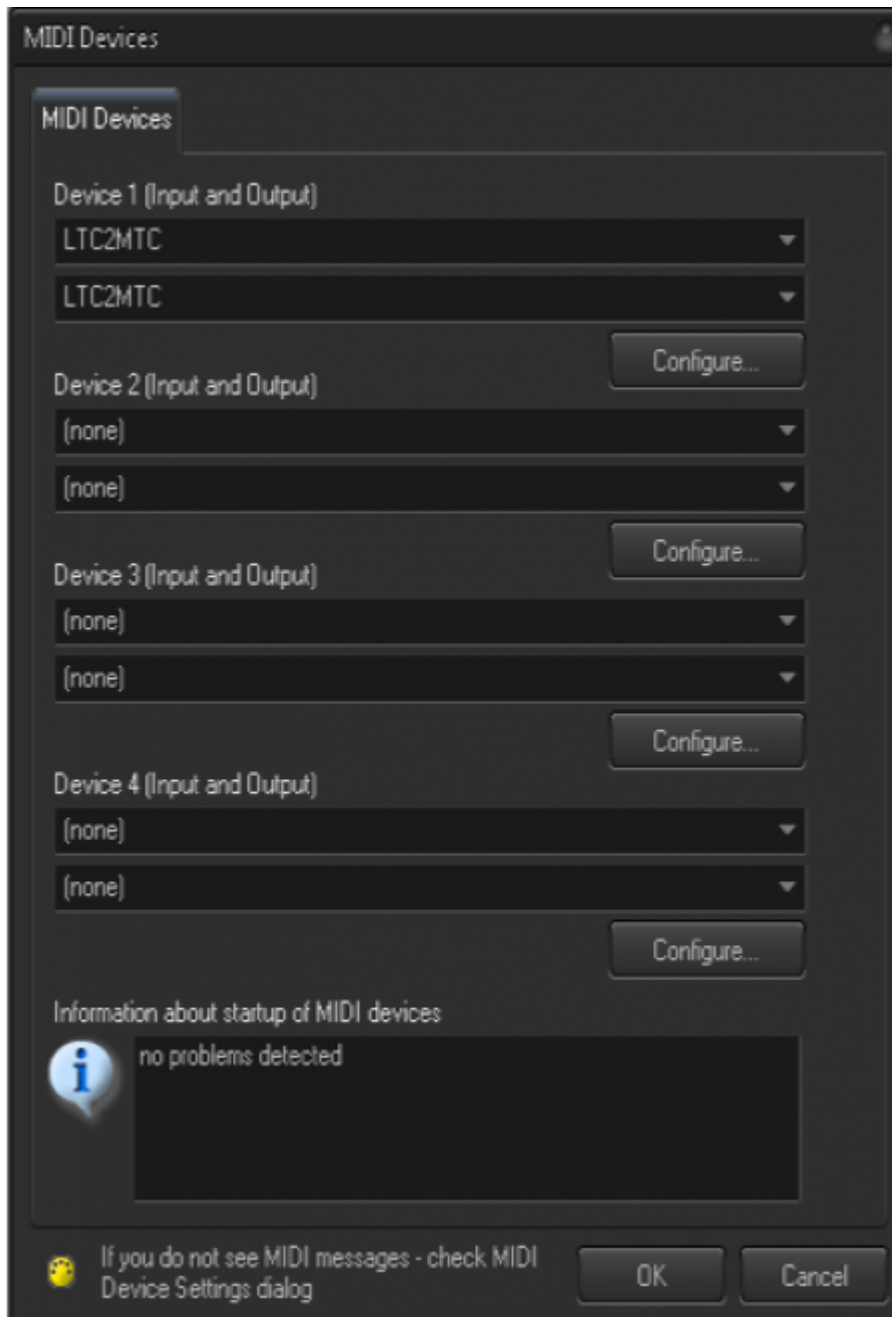 MIDI Devices
MIDI Devices
Device 1 (Input and Output)
LTC2MTC
LTC2MTC
Configure...
Device 2 (Input and Output)
(none)
(none)
Configure...
Device 3 (Input and Output)
(none)
(none)
Configure...
Device 4 (Input and Output)
(none)
(none)
Configure...
Information about startup of MIDI devices
no problems detected
If you do not see MIDI messages - check MIDI
Device Settings dialog
OK
Cancel